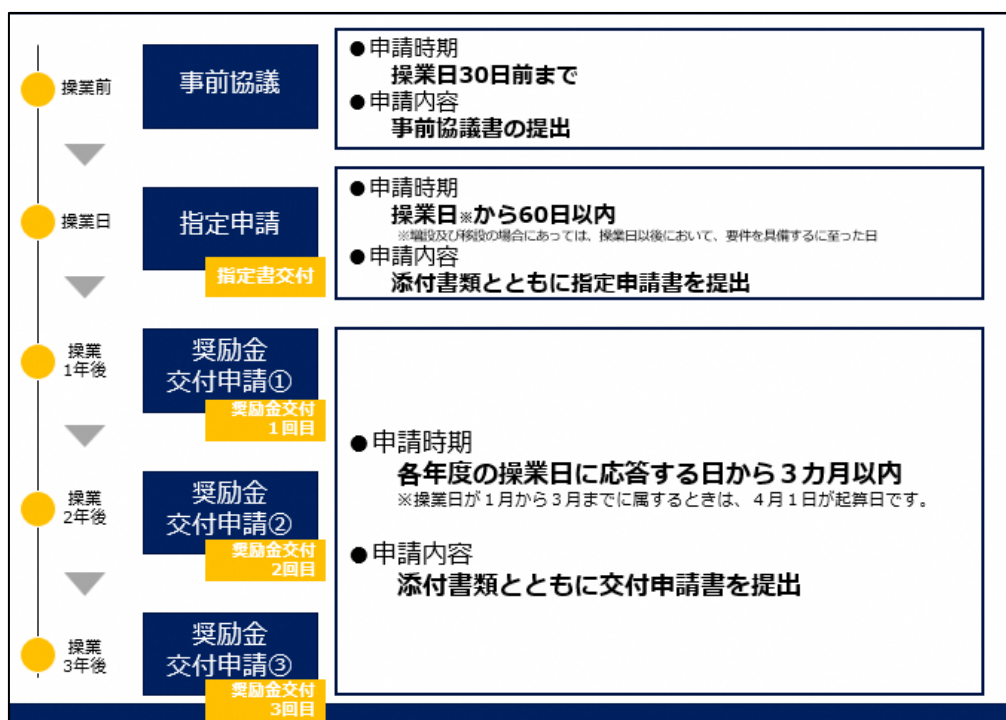 操業前
事前協議
●申請時期
操業日30日前まで
●申請内容
事前協議書の提出
操業日
指定申請
指定書交付
●申請時期
操業日※から60日以内
※増設及び移設の場合にあっては、操業日以後において、要件を具備するに至った日
●申請内容
添付書類とともに指定申請書を提出
操業
1年後
奨励金
交付申請①
奨励金交付
1回目
操業
2年後
奨励金
交付申請②
奨励金交付
2回目
操業
3年後
奨励金
交付申請③
奨励金交付
3回目
●申請時期
各年度の操業日に応答する日から３カ月以内
※操業日が１月から３月までに属するときは、４月１日が起算日です。
●申請内容
添付書類とともに交付申請書を提出